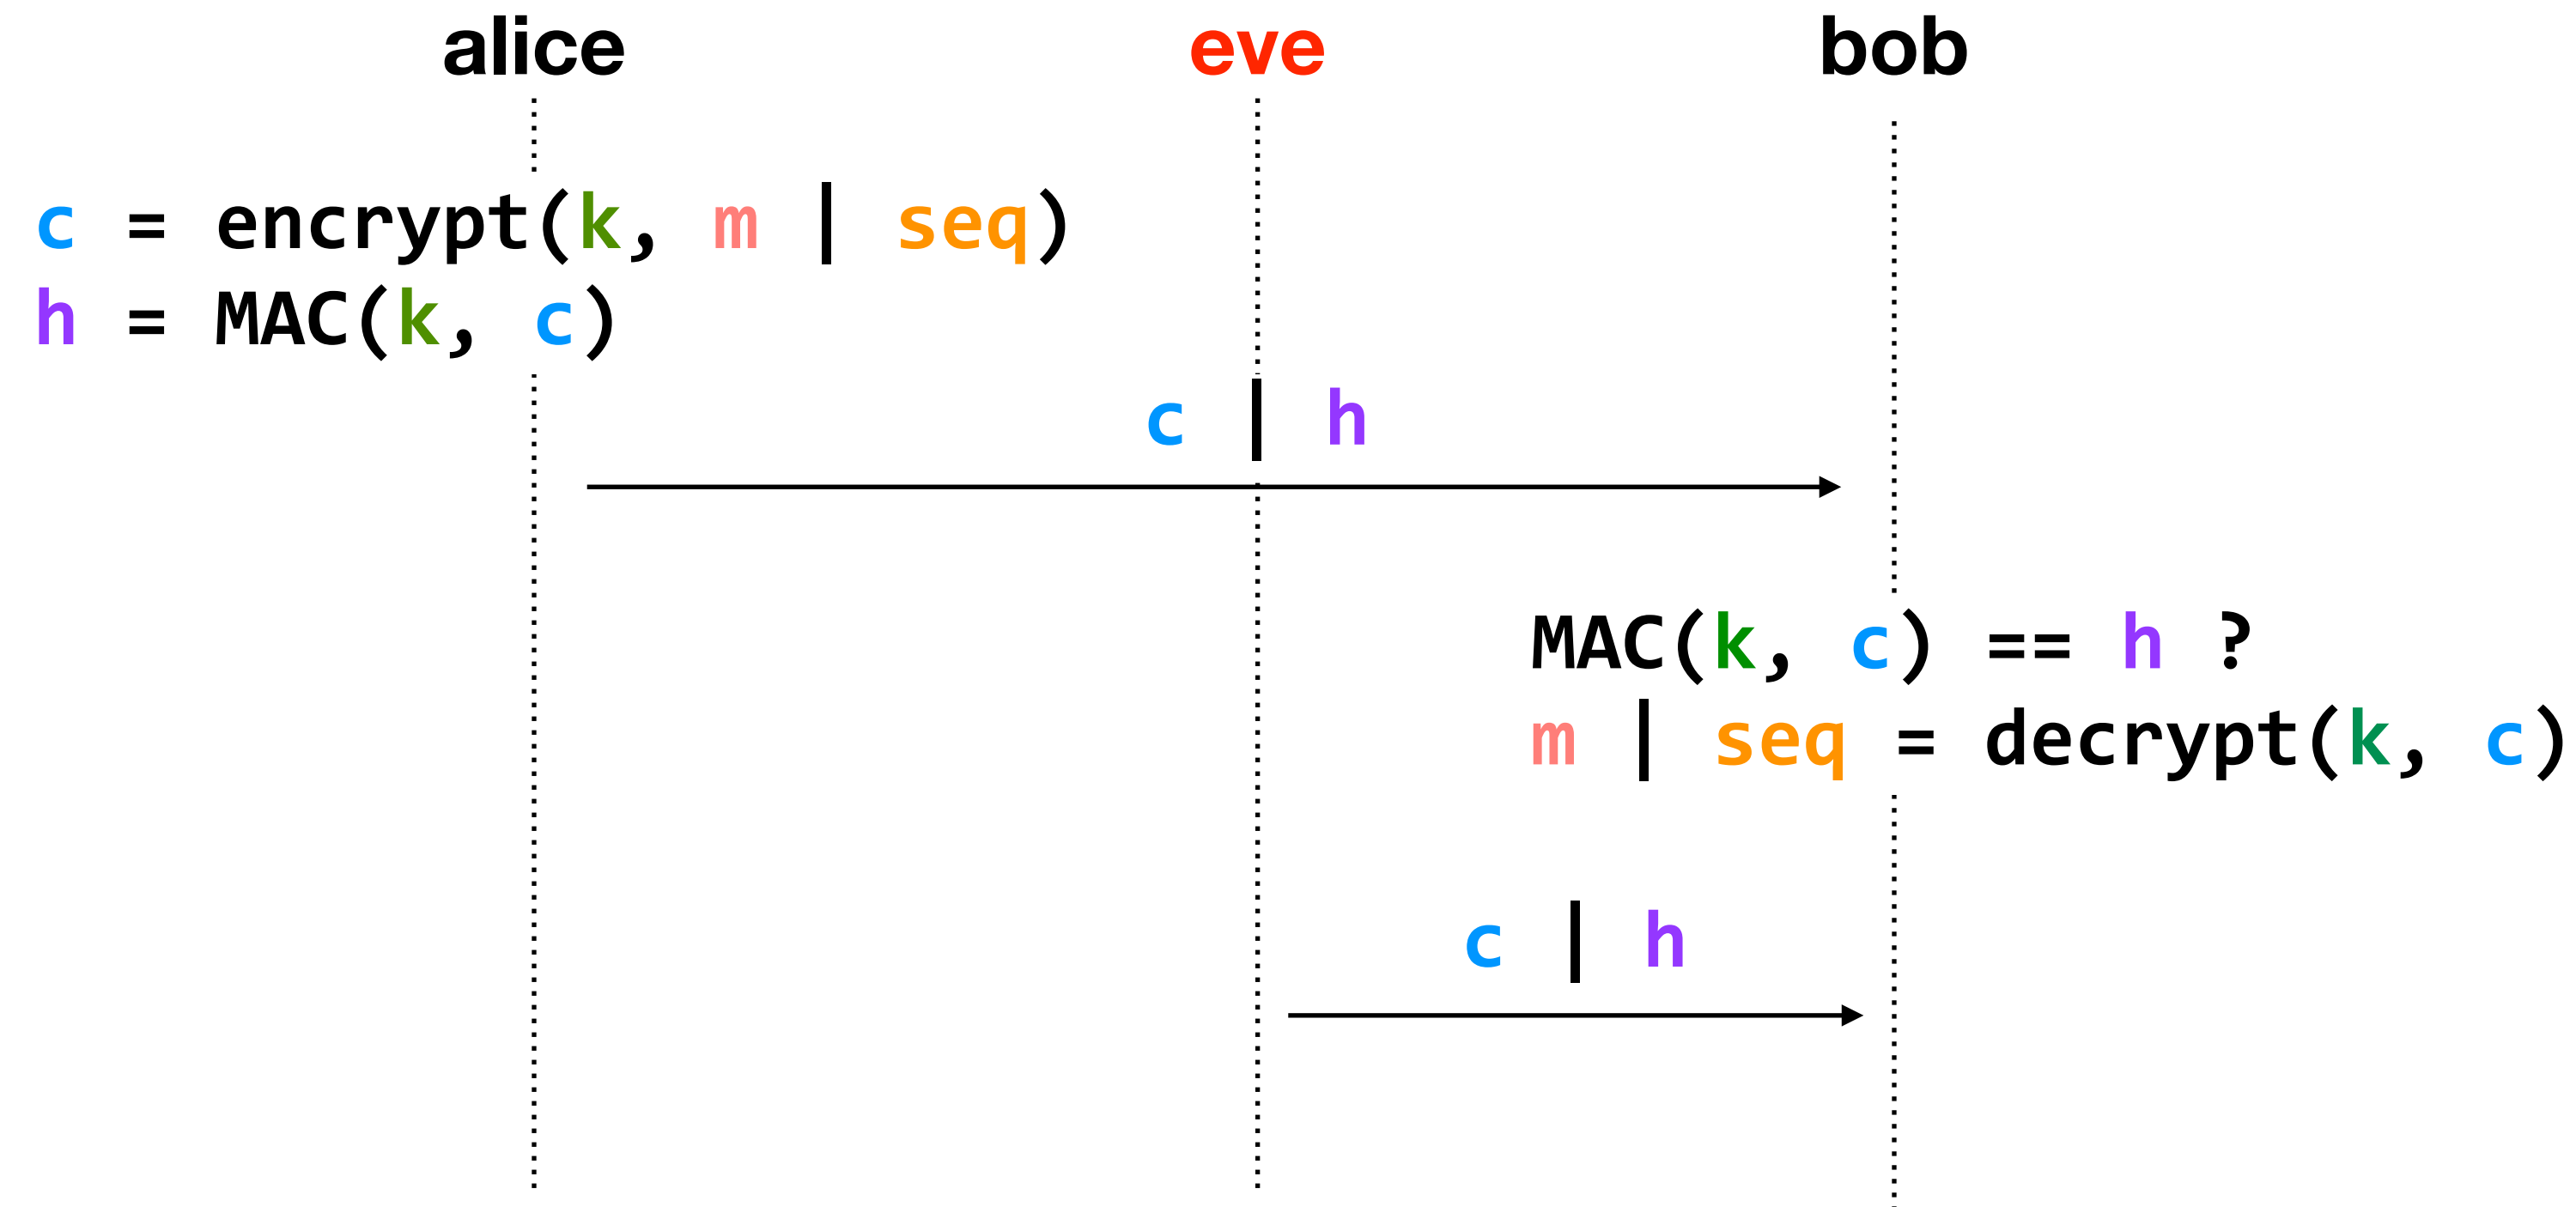 alice eve bob
c = encrypt(k, m | seq)
h = MAC(k, c)
c | h
MAC(k, c) == h ?
m | seq = decrypt(k, c)
c | h